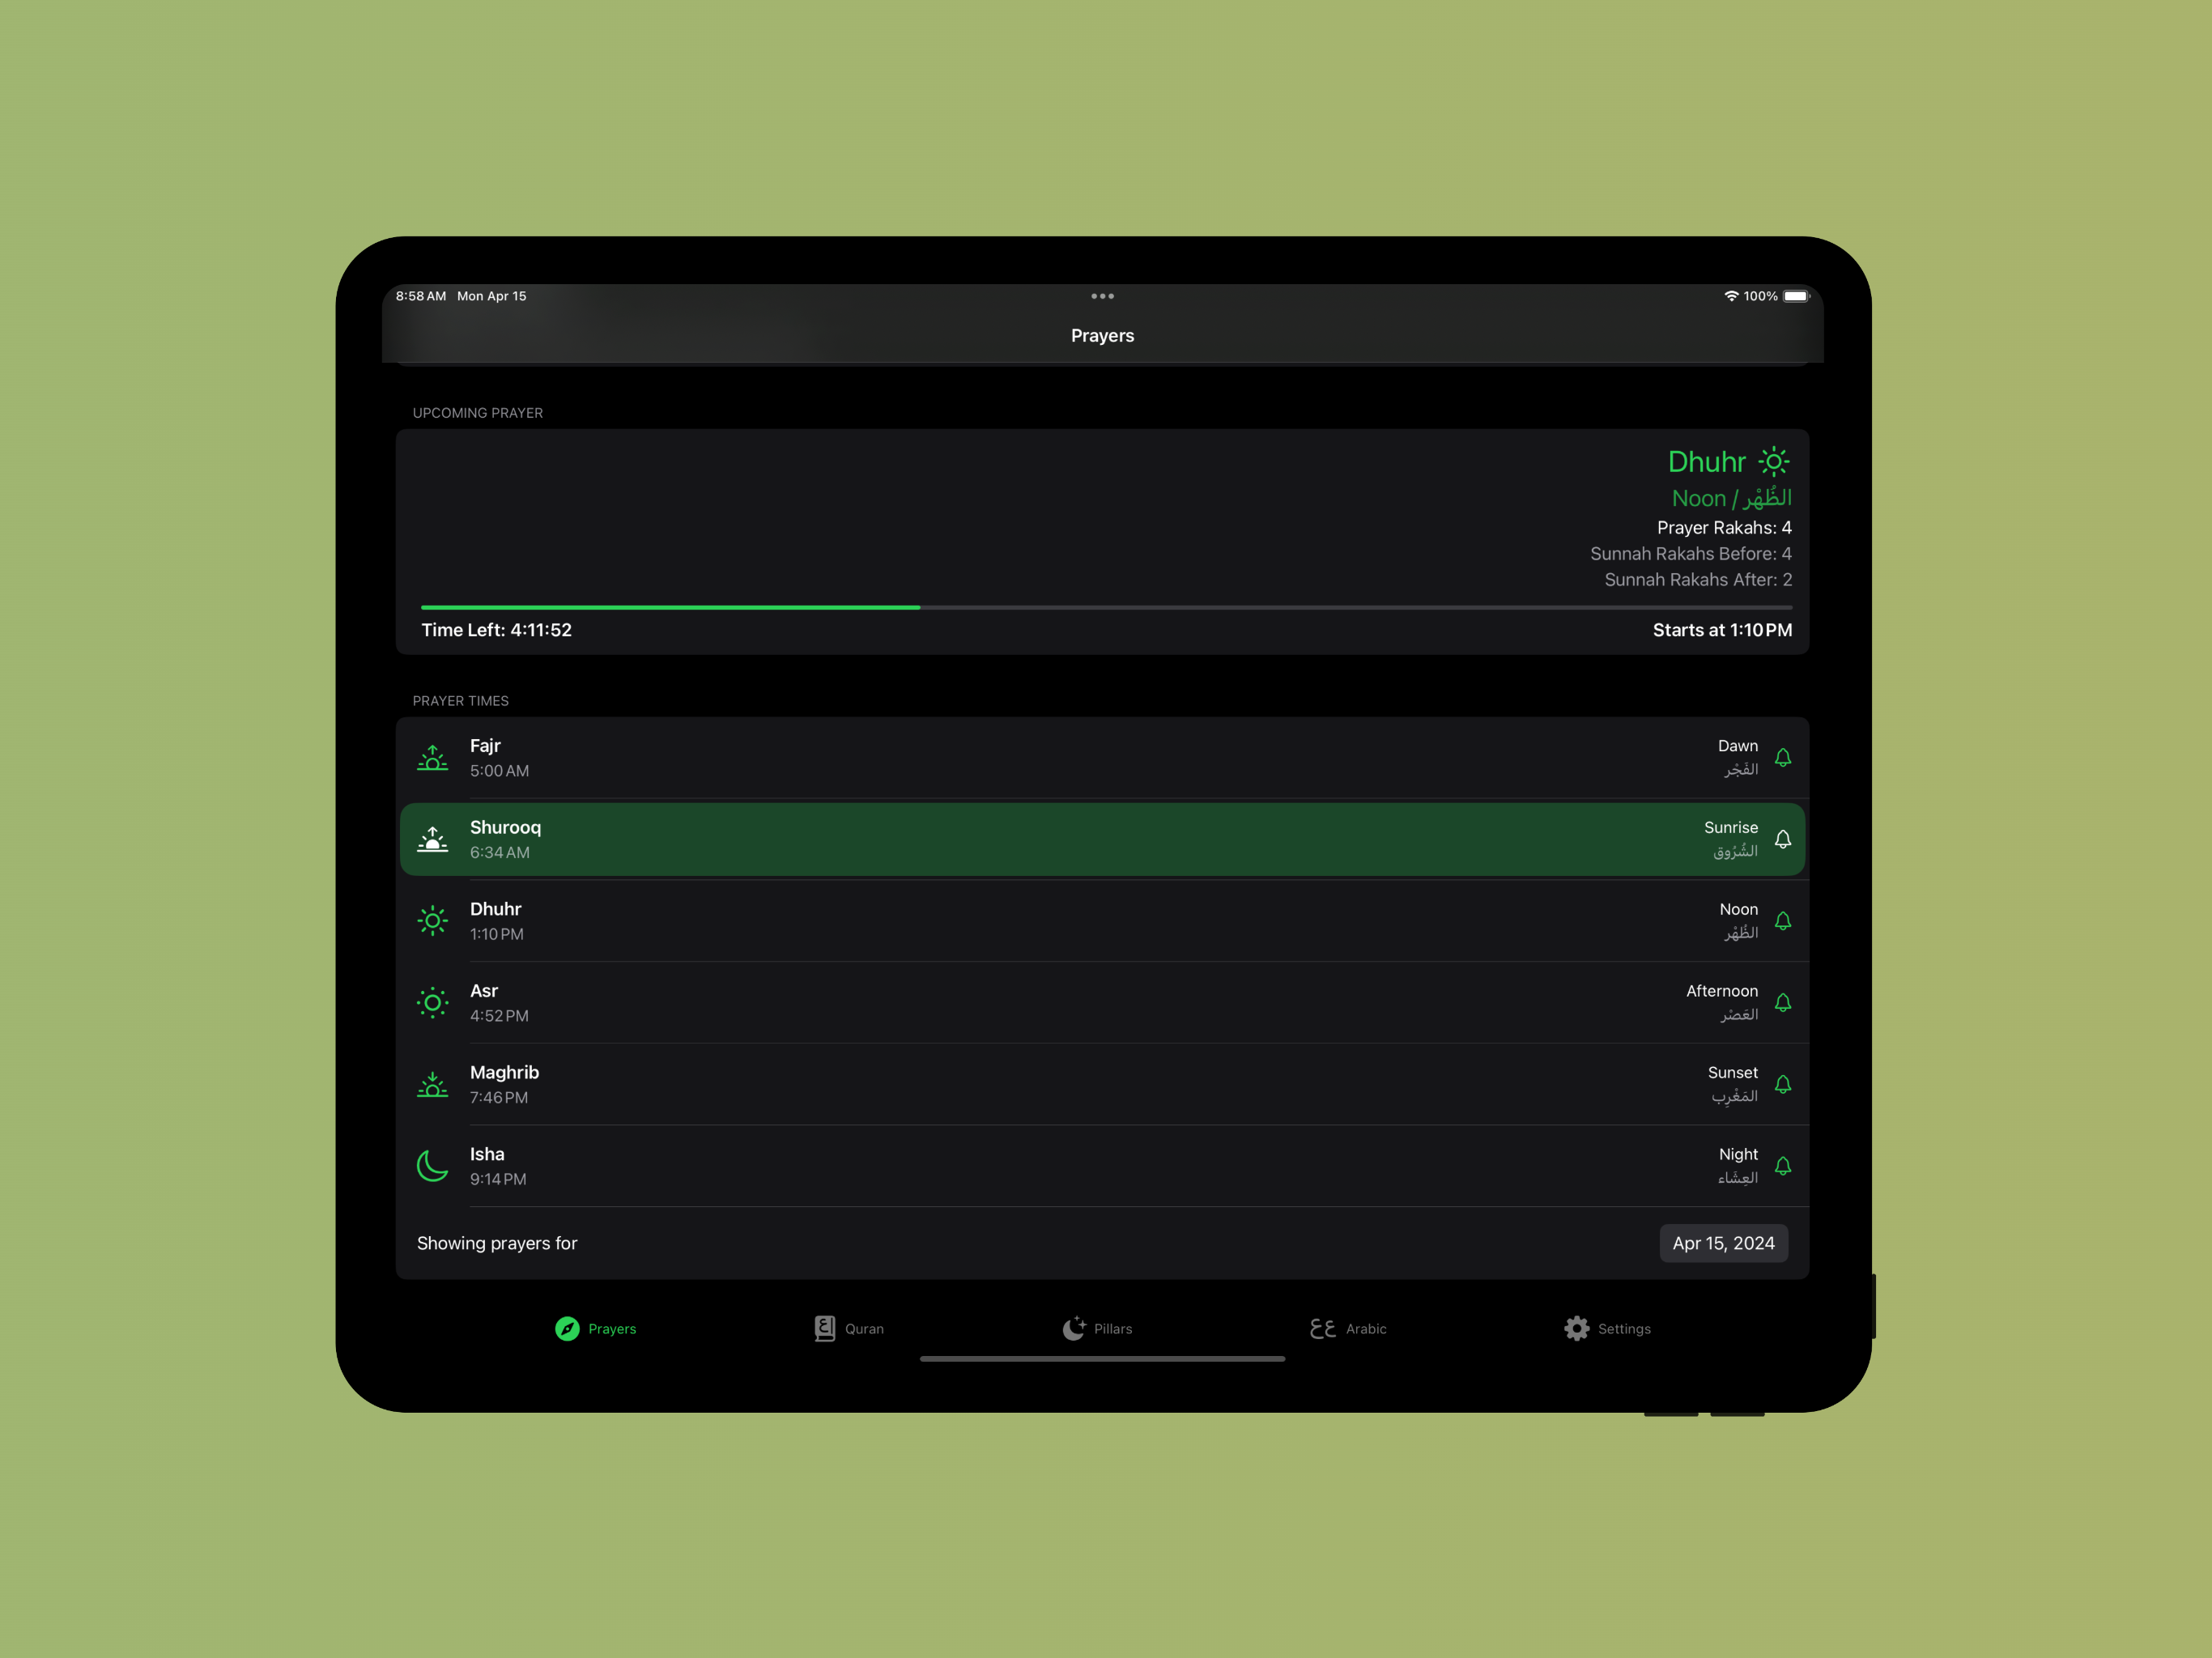 8:58 AM Mon Apr 15
100%
Prayers
UPCOMING PRAYER
Dhuhr
Noon / الظُهْر
Prayer Rakahs: 4
Sunnah Rakahs Before: 4
Sunnah Rakahs After: 2
Time Left: 4:11:52
Starts at 1:10 PM
PRAYER TIMES
Fajr
Dawn
5:00 AM
الفَجْر
Shurooq
Sunrise
6:34 AM
الشُرُوق
Dhuhr
Noon
1:10 PM
الظُهْر
Asr
Afternoon
4:52 PM
العَصْر
Maghrib
Sunset
7:46 PM
المَغْرِب
Isha
Night
9:14 PM
العِشَاء
Showing prayers for
Apr 15, 2024
Prayers
Quran
Pillars
عع Arabic
Settings